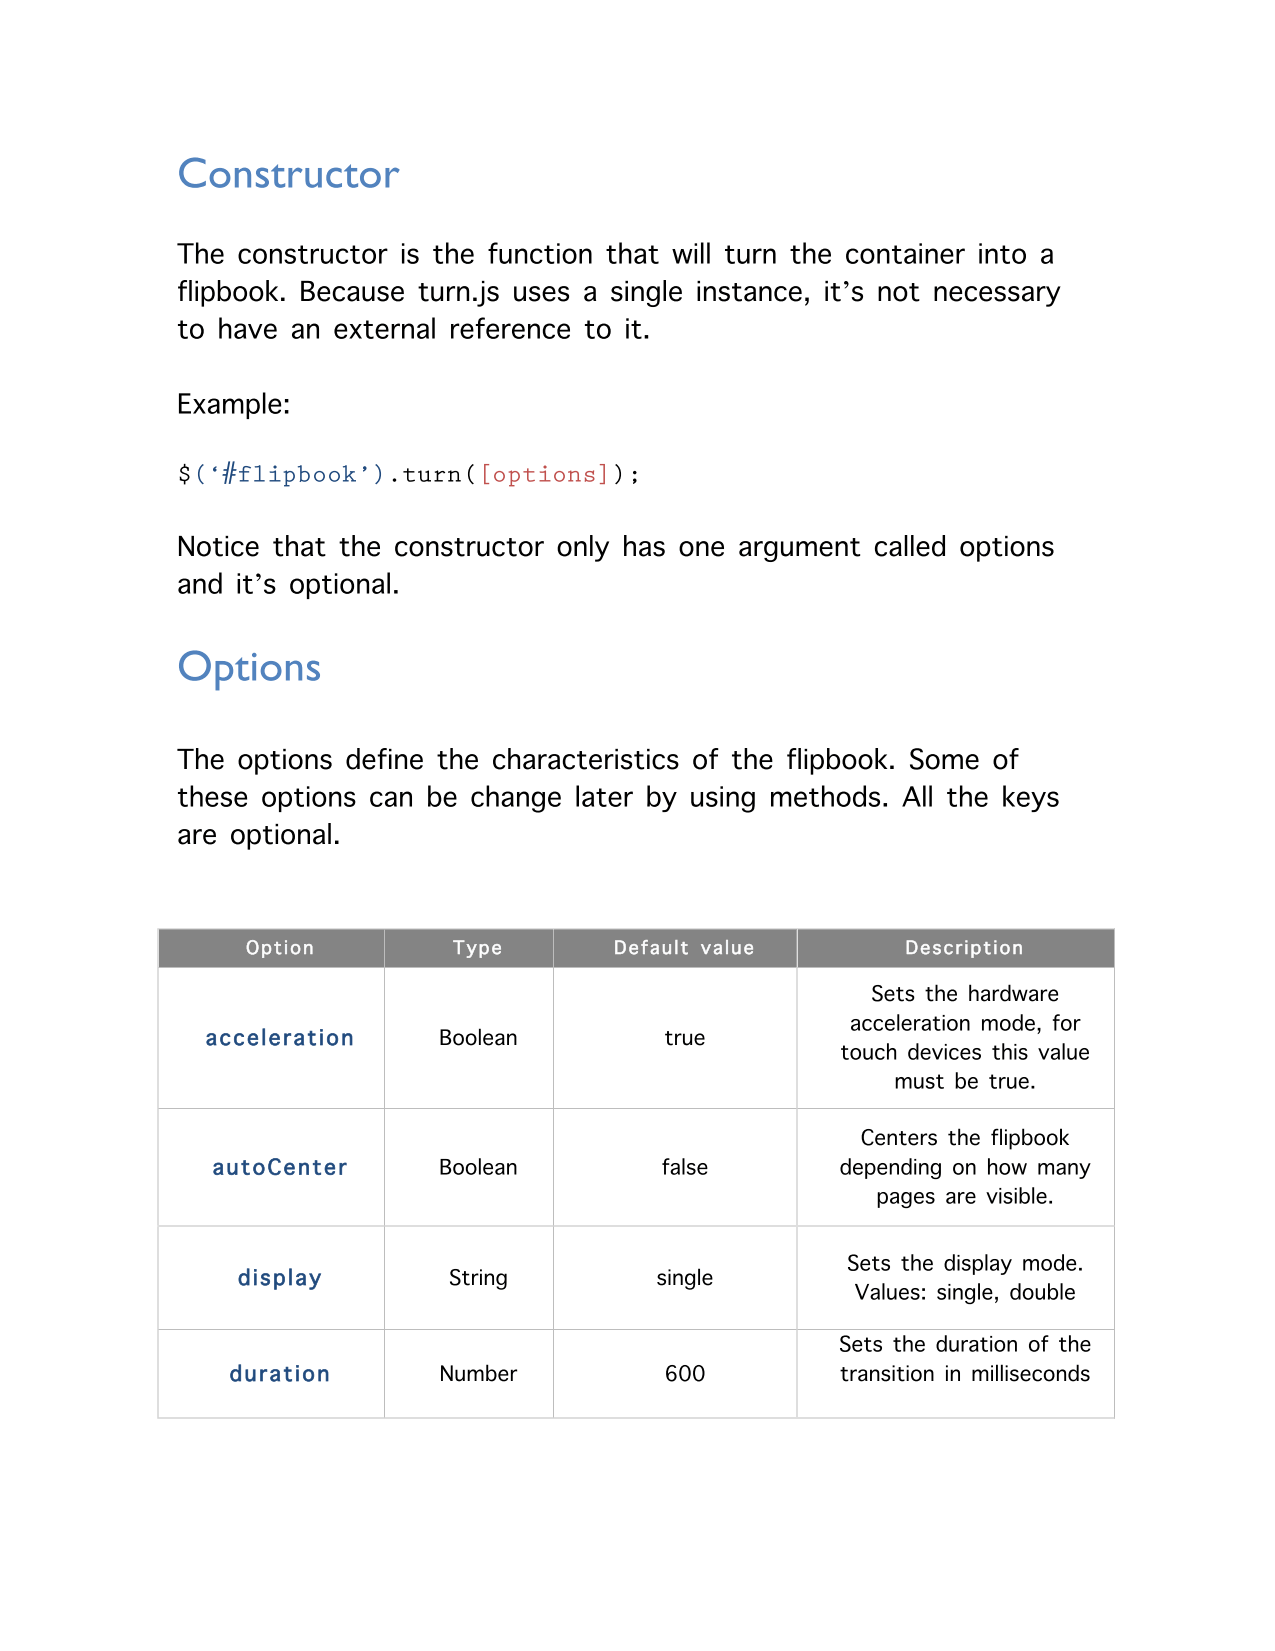 Constructor
The constructor is the function that will turn the container into a
flipbook. Because turn.js uses a single instance, it’s not necessary
to have an external reference to it.
Example:
$(‘#flipbook’).turn([options]);
Notice that the constructor only has one argument called options
and it’s optional.
Options
The options define the characteristics of the flipbook. Some of
these options can be change later by using methods. All the keys
are optional.
Option Type Default value Description
acceleration Boolean true Sets the hardware
acceleration mode, for
touch devices this value
must be true.
autoCenter Boolean false Centers the flipbook
depending on how many
pages are visible.
display String single Sets the display mode.
Values: single, double
duration Number 600 Sets the duration of the
transition in milliseconds